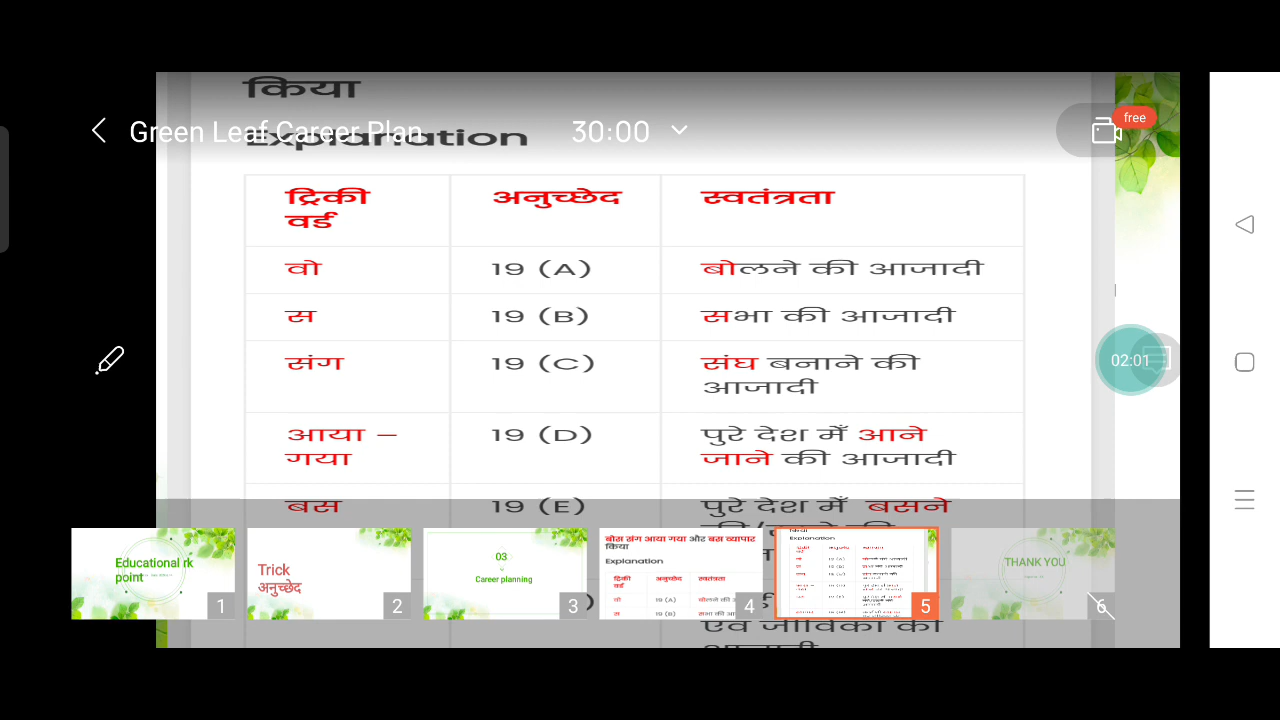 किया
Green Leaf Career Plan
30:00
free
Explanation
ट्रिकी
वर्ड
अनुच्छेद
स्वतंत्रता
वो
19 (A)
बोलने की आजादी
स
19 (B)
सभा की आजादी
संग
19 (C)
संघ बनाने की
आजादी
02:01
आया –
गया
19 (D)
पुरे देश में आने
जाने की आजादी
बस
19 (E)
पुरे देश में बसने
एवं जीविका की
आजादी
Educational rk
point
1
Trick
अनुच्छेद
2
03
Career planning
3
बोस संग आया गया और बस व्यापार
किया
Explanation
ट्रिकी
वर्ड
अनुच्छेद
स्वतंत्रता
वो
19 (A)
बोलने की
स
19 (B)
सभा की
4
Explanation
5
THANK YOU
6